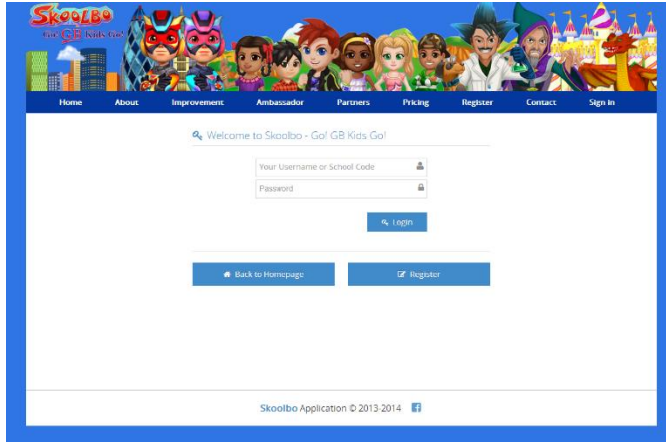 SKOOLBO
Go! GB Kids Go!
Home About Improvement Ambassador Partners Pricing Register Contact Sign in
Welcome to Skoolbo - Go! GB Kids Go!
Your Username or School Code
Password
Login
Back to Homepage Register
Skoolbo Application © 2013-2014